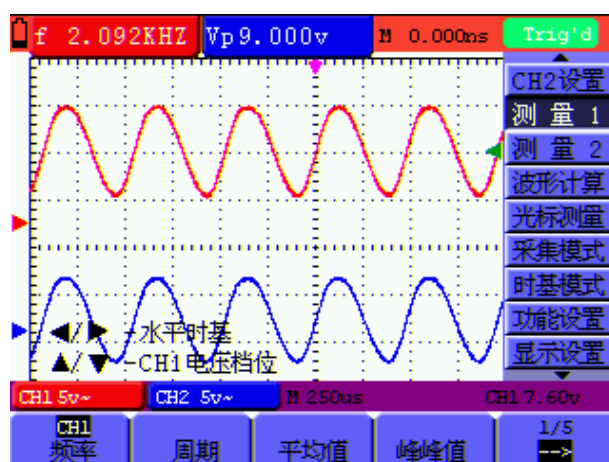 f 2.092KHZ Vp9.000v M 0.000ns Trig'd
CH2设置
测 量 1
测 量 2
波形计算
光标测量
采集模式
时基模式
功能设置
显示设置
◀/▶ -水平时基
▲/▼ -CH1电压档位
CH1 5v~ CH2 5v~ M 250us CH1 7.60v
CH1
频率 周期 平均值 峰峰值 1/5
-->